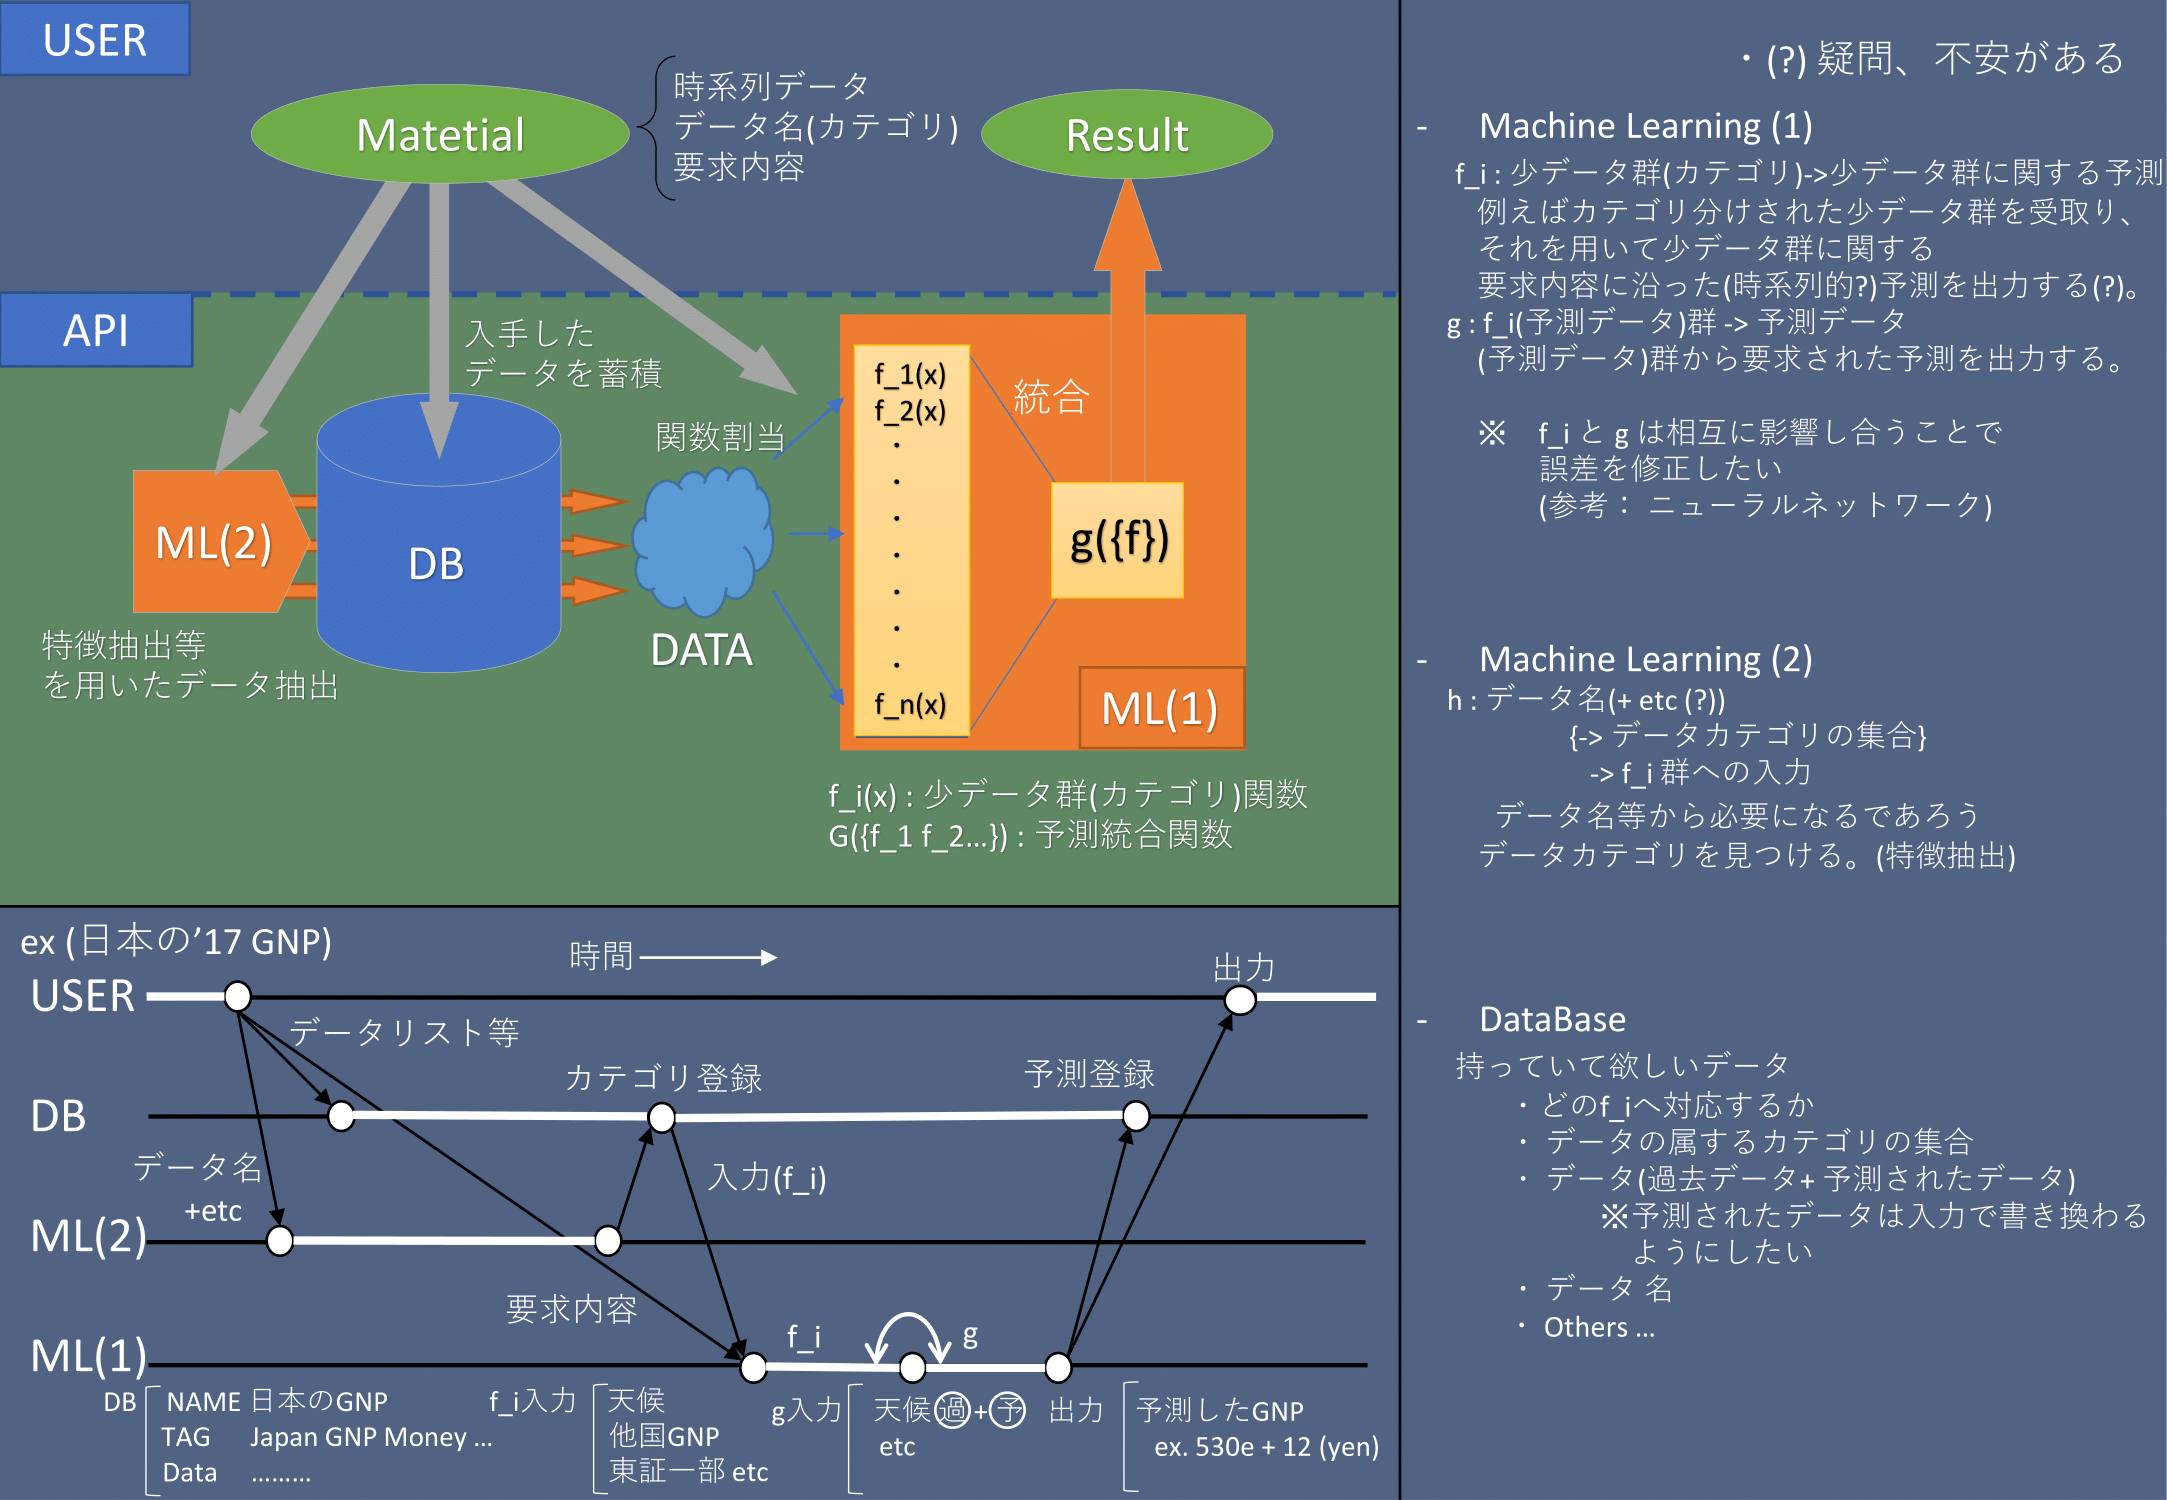 USER
Matetial
時系列データ
データ名(カテゴリ)
要求内容
Result
API
入手した
データを蓄積
関数割当
ML(2)
DB
DATA
特徴抽出等
を用いたデータ抽出
f_1(x)
f_2(x)
.
.
.
.
.
.
.
f_n(x)
統合
g({f})
ML(1)
f_i(x) : 少データ群(カテゴリ)関数
G({f_1 f_2...}) : 予測統合関数
・(?) 疑問、不安がある
- Machine Learning (1)
f_i : 少データ群(カテゴリ)->少データ群に関する予測
例えばカテゴリ分けされた少データ群を受取り、
それを用いて少データ群に関する
要求内容に沿った(時系列的?)予測を出力する(?)。
g : f_i(予測データ)群 -> 予測データ
(予測データ)群から要求された予測を出力する。
※ f_i と g は相互に影響し合うことで
誤差を修正したい
(参考： ニューラルネットワーク)
- Machine Learning (2)
h : データ名(+ etc (?))
{-> データカテゴリの集合}
-> f_i 群への入力
データ名等から必要になるであろう
データカテゴリを見つける。(特徴抽出)
- DataBase
持っていて欲しいデータ
・どのf_iへ対応するか
・ データの属するカテゴリの集合
・ データ(過去データ+ 予測されたデータ)
※予測されたデータは入力で書き換わる
ようにしたい
・ データ 名
・ Others ...
ex (日本の’17 GNP)
時間
出力
USER
データリスト等
カテゴリ登録
予測登録
DB
データ名
+etc
入力(f_i)
ML(2)
要求内容
f_i
g
ML(1)
DB
NAME 日本のGNP
TAG Japan GNP Money ...
Data .........
f_i入力
天候
他国GNP
東証一部 etc
g入力
天候過+予
etc
出力
予測したGNP
ex. 530e + 12 (yen)